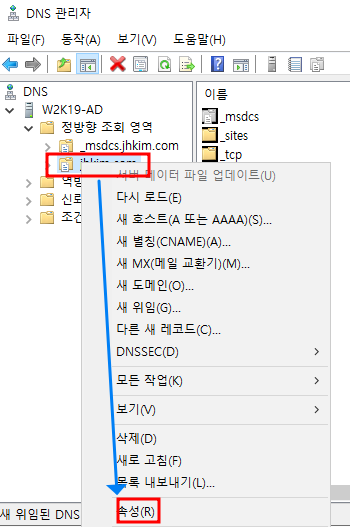 DNS 관리자
파일(F) 동작(A) 보기(V) 도움말(H)
DNS
W2K19-AD
정방향 조회 영역
_msdcs.jhkim.com
jhkim.com
역방
신뢰
조건
이름
_msdcs
_sites
_tcp
서버 데이터 파일 업데이트(U)
다시 로드(E)
새 호스트(A 또는 AAAA)(S)...
새 별칭(CNAME)(A)...
새 MX(메일 교환기)(M)...
새 도메인(O)...
새 위임(G)...
다른 새 레코드(C)...
DNSSEC(D)
모든 작업(K)
보기(V)
삭제(D)
새로 고침(F)
목록 내보내기(L)...
속성(R)
새 위임된 DNS